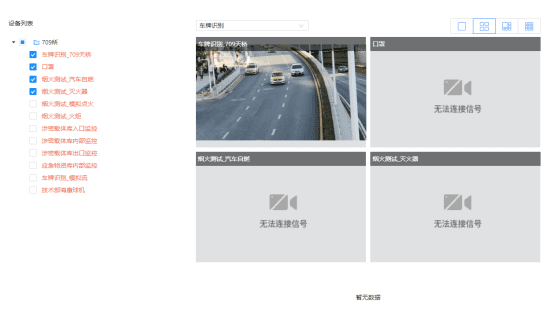 设备列表
709桥
车牌识别_709天桥
口罩
烟火测试_汽车自燃
烟火测试_灭火器
烟火测试_模拟点火
烟火测试_火炬
涉密载体库入口监控
涉密载体库内部监控
涉密载体库出口监控
应急物资库内部监控
车牌识别_模拟流
技术部海康球机
车牌识别
车牌识别_709天桥
口罩
无法连接信号
烟火测试_汽车自燃
烟火测试_灭火器
无法连接信号
无法连接信号
暂无数据